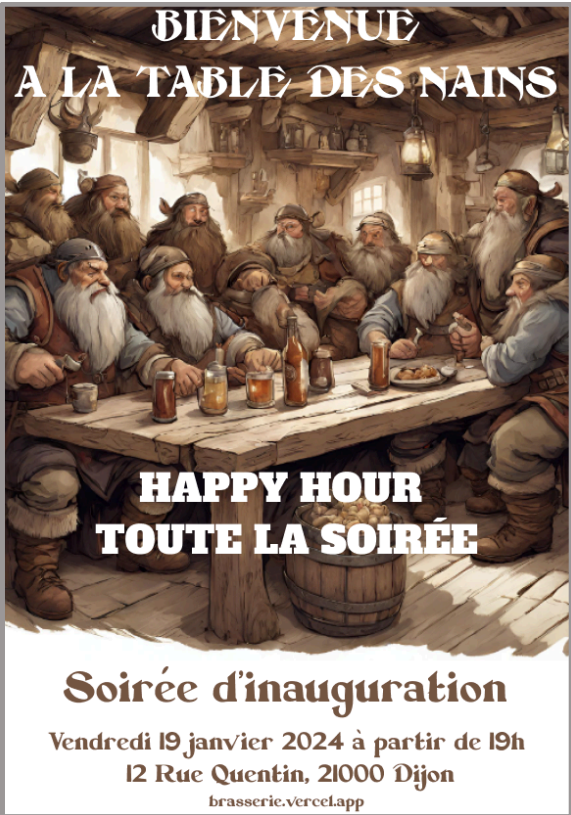 BIENVENUE
A LA TABLE DES NAINS
HAPPY HOUR
TOUTE LA SOIRÉE
Soirée d'inauguration
Vendredi 19 janvier 2024 à partir de 19h
12 Rue Quentin, 21000 Dijon
brasserie.vercel.app